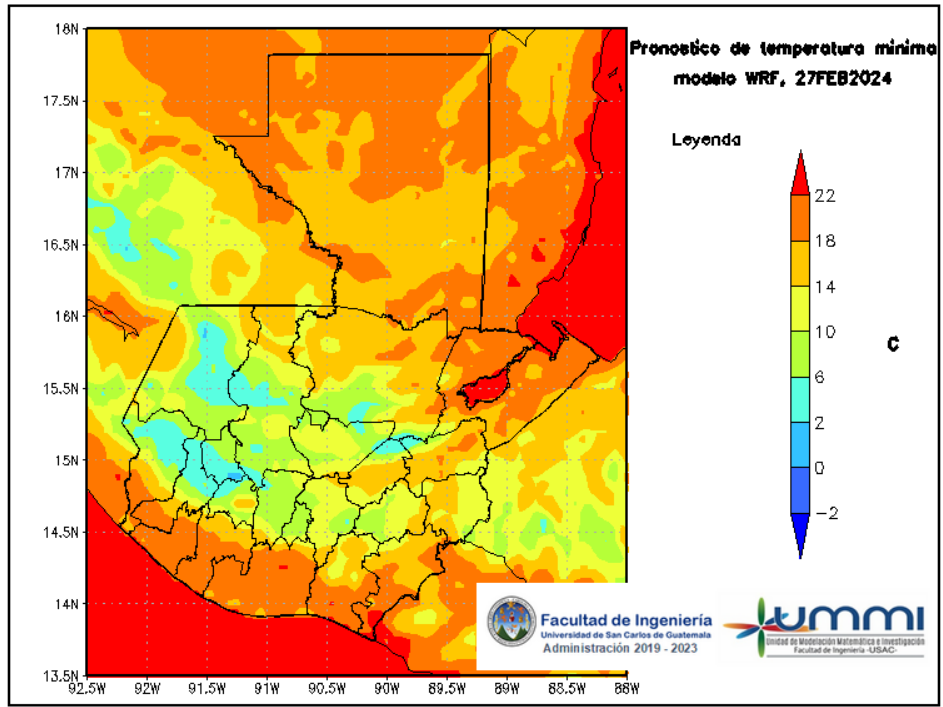 Pronostico de temperatura minima
modelo WRF, 27FEB2024
Leyenda
22
18
14
10
6
2
0
−2
C
18N
17.5N
17N
16.5N
16N
15.5N
15N
14.5N
14N
13.5N
92.5W
92W
91.5W
91W
90.5W
90W
89.5W
89W
88.5W
88W
Facultad de Ingeniería
Universidad de San Carlos de Guatemala
Administración 2019 - 2023
UMMI
Unidad de Modelación Matemática e Investigación
Facultad de Ingeniería -USAC-